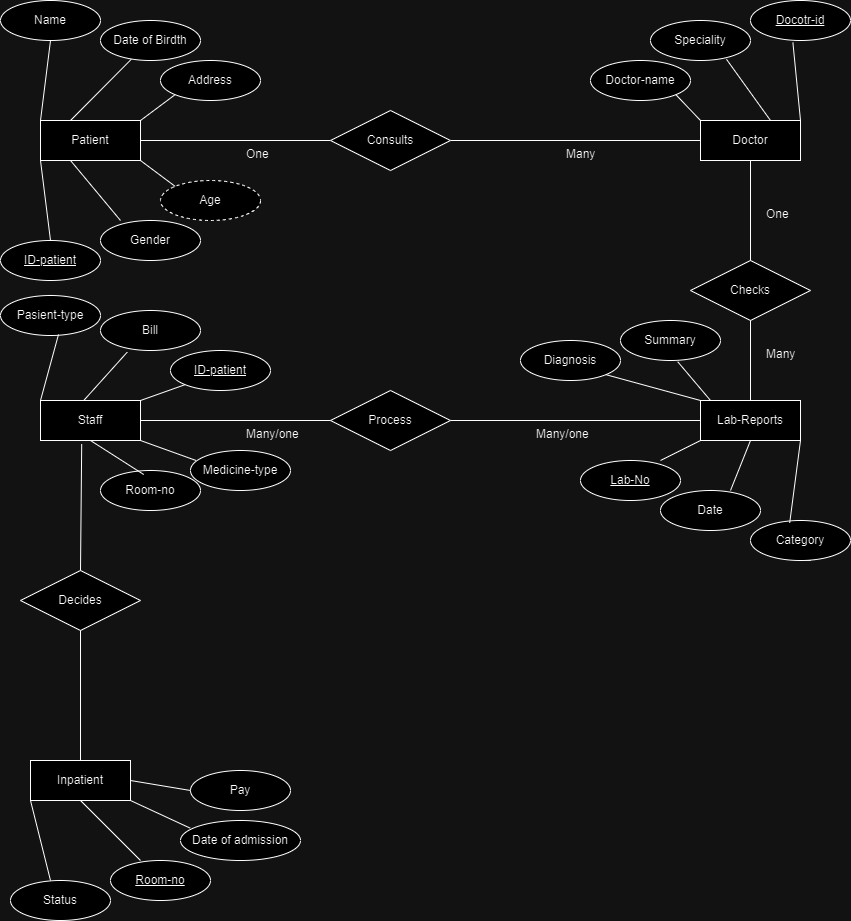 Name
Docotr-id
Date of Birdth
Speciality
Address
Doctor-name
Patient
Consults
Doctor
One
Many
Age
One
Gender
ID-patient
Checks
Pasient-type
Bill
Summary
Many
Diagnosis
ID-patient
Staff
Process
Lab-Reports
Many/one
Many/one
Medicine-type
Lab-No
Room-no
Date
Category
Decides
Inpatient
Pay
Date of admission
Room-no
Status